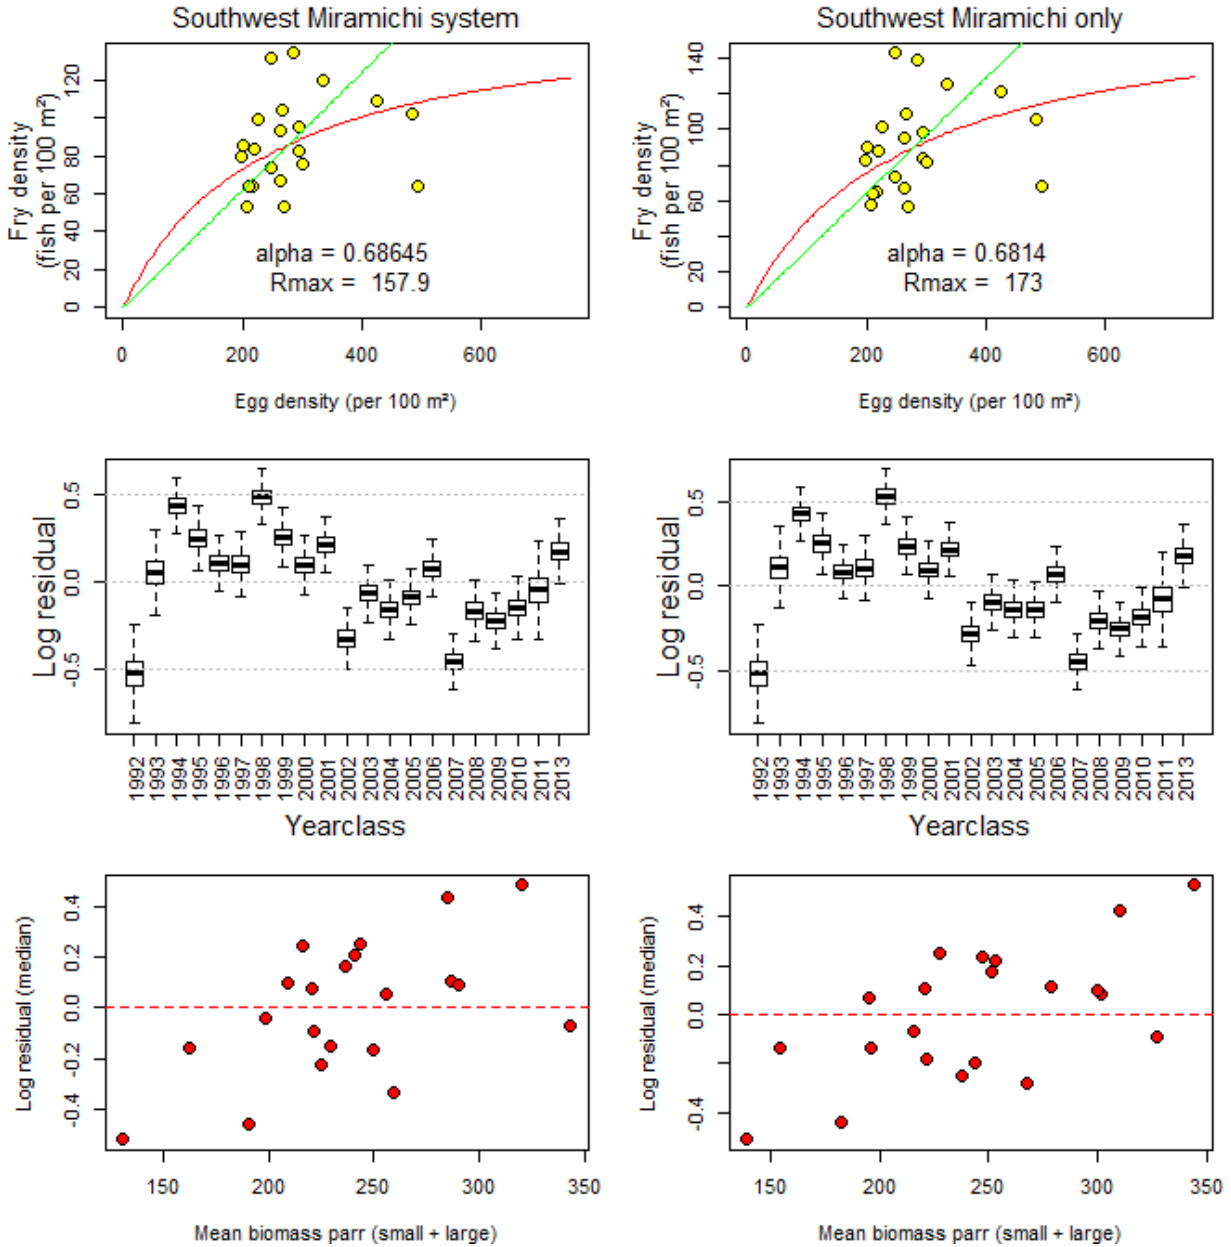 Southwest Miramichi system
Southwest Miramichi only
Fry density
(fish per 100 m²)
0 20 40 60 80 120
alpha = 0.68645
Rmax = 157.9
0 200 400 600
Egg density (per 100 m²)
Fry density
(fish per 100 m²)
0 20 60 100 140
alpha = 0.6814
Rmax = 173
0 200 400 600
Egg density (per 100 m²)
Log residual
-0.5 0.0 0.5
1992 1993 1994 1995 1996 1997 1998 1999 2000 2001 2002 2003 2004 2005 2006 2007 2008 2009 2010 2011 2013
Yearclass
Log residual
-0.5 0.0 0.5
1992 1993 1994 1995 1996 1997 1998 1999 2000 2001 2002 2003 2004 2005 2006 2007 2008 2009 2010 2011 2013
Yearclass
Log residual (median)
-0.4 -0.2 0.0 0.2 0.4
150 200 250 300 350
Mean biomass parr (small + large)
Log residual (median)
-0.4 0.0 0.2 0.4
150 200 250 300 350
Mean biomass parr (small + large)